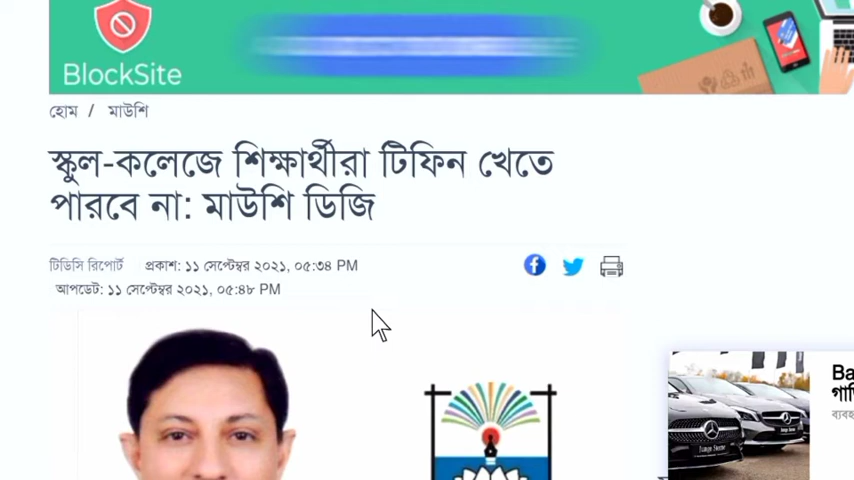 BlockSite
হোম / মাউশি
স্কুল-কলেজে শিক্ষার্থীরা টিফিন খেতে
পারবে না: মাউশি ডিজি
টিডিসি রিপোর্ট প্রকাশ: ১১ সেপ্টেম্বর ২০২১, ০৫:৩৪ PM
আপডেট: ১১ সেপ্টেম্বর ২০২১, ০৫:৪৮ PM
Ba
গাড়ি
ব্যবহ